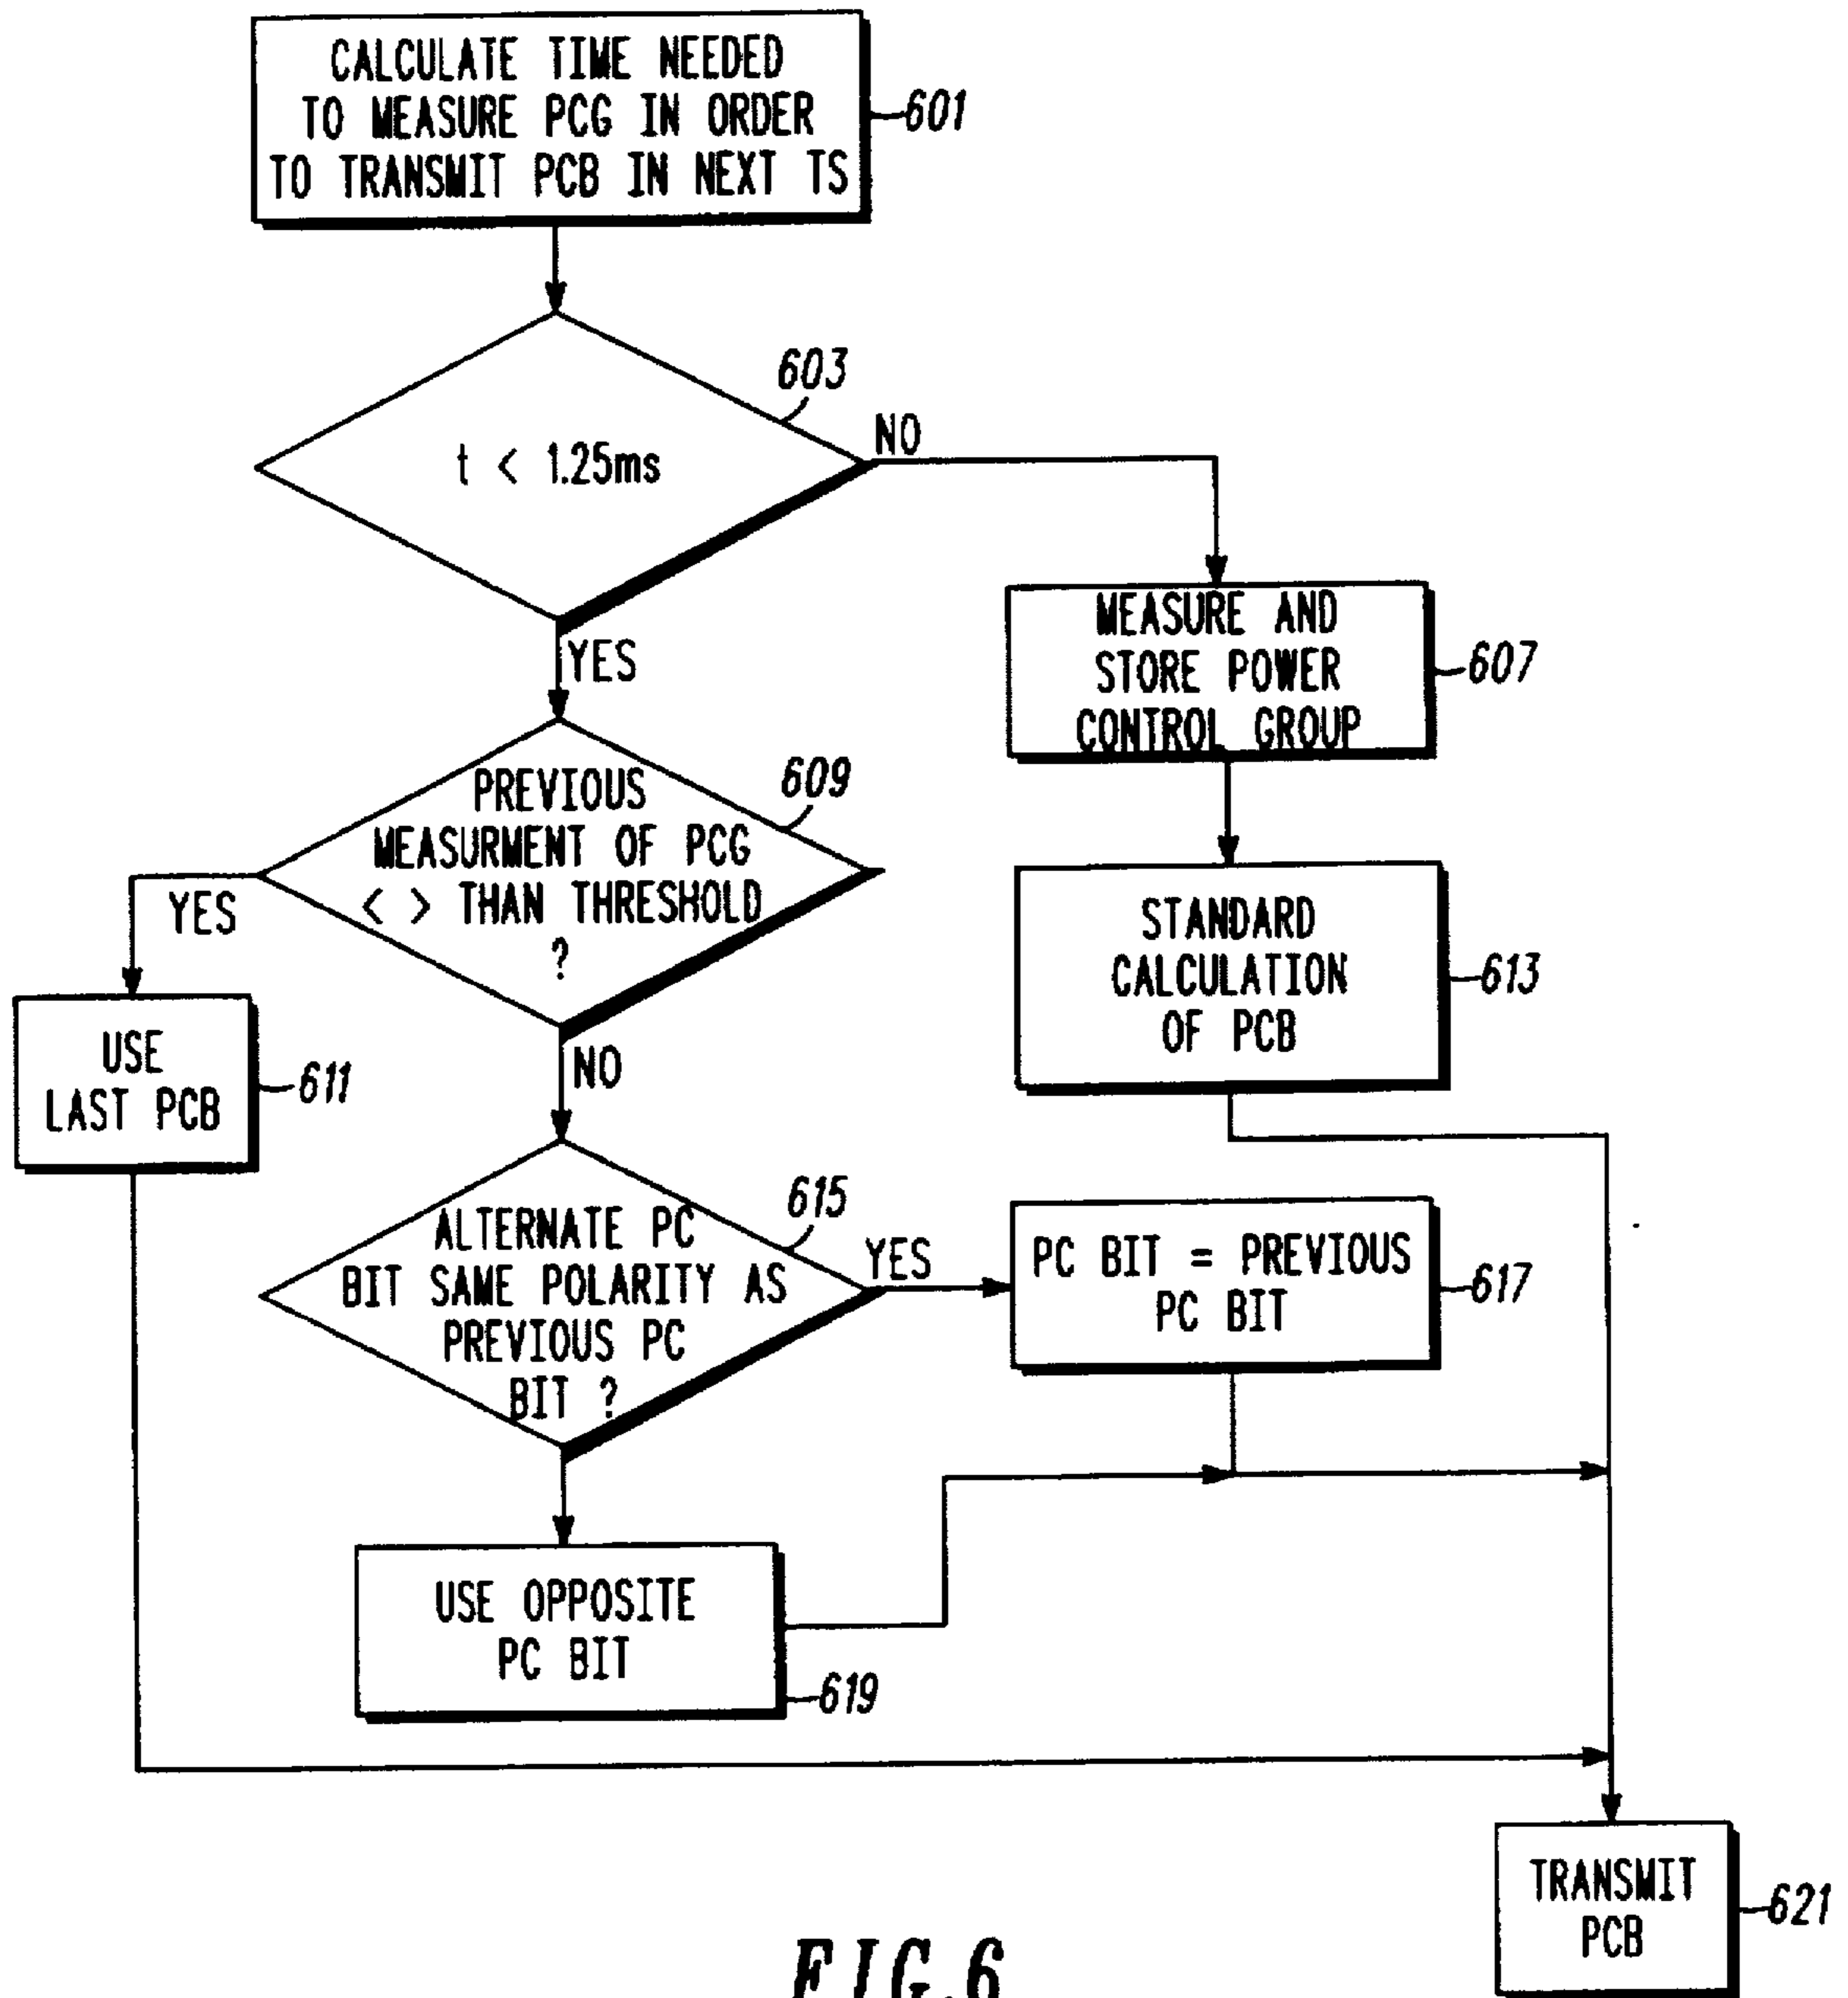 CALCULATE TIME NEEDED
TO MEASURE PCG IN ORDER
TO TRANSMIT PCB IN NEXT TS
601
603
t < 1.25ms
NO
YES
MEASURE AND
STORE POWER
CONTROL GROUP
607
609
PREVIOUS
MEASURMENT OF PCG
< > THAN THRESHOLD
?
YES
NO
STANDARD
CALCULATION
OF PCB
613
USE
LAST PCB
611
615
ALTERNATE PC
BIT SAME POLARITY AS
PREVIOUS PC
BIT ?
YES
PC BIT = PREVIOUS
PC BIT
617
USE OPPOSITE
PC BIT
619
TRANSMIT
PCB
621
FIG.6